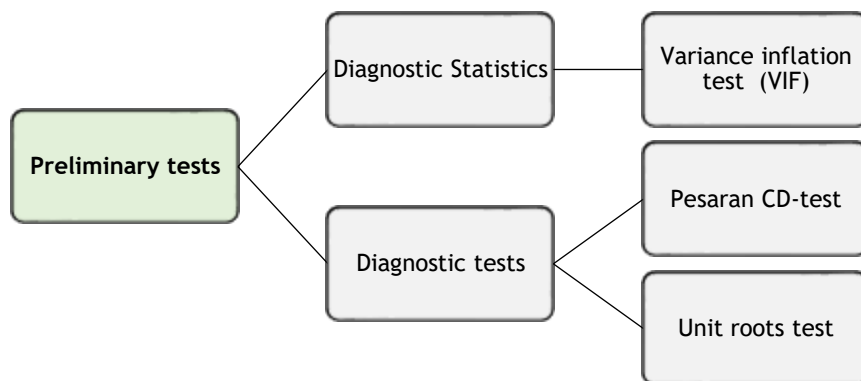 Preliminary tests
Diagnostic Statistics
Variance inflation
test (VIF)
Diagnostic tests
Pesaran CD-test
Unit roots test